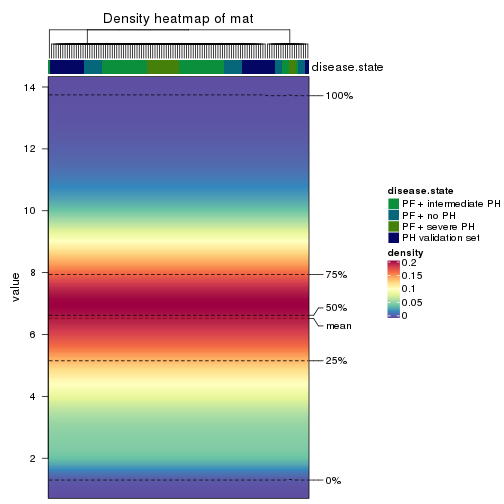 Density heatmap of mat
disease.state
14
12
10
8
6
4
2
value
100%
75%
50%
mean
25%
0%
disease.state
PF + intermediate PH
PF + no PH
PF + severe PH
PH validation set
density
0.2
0.15
0.1
0.05
0